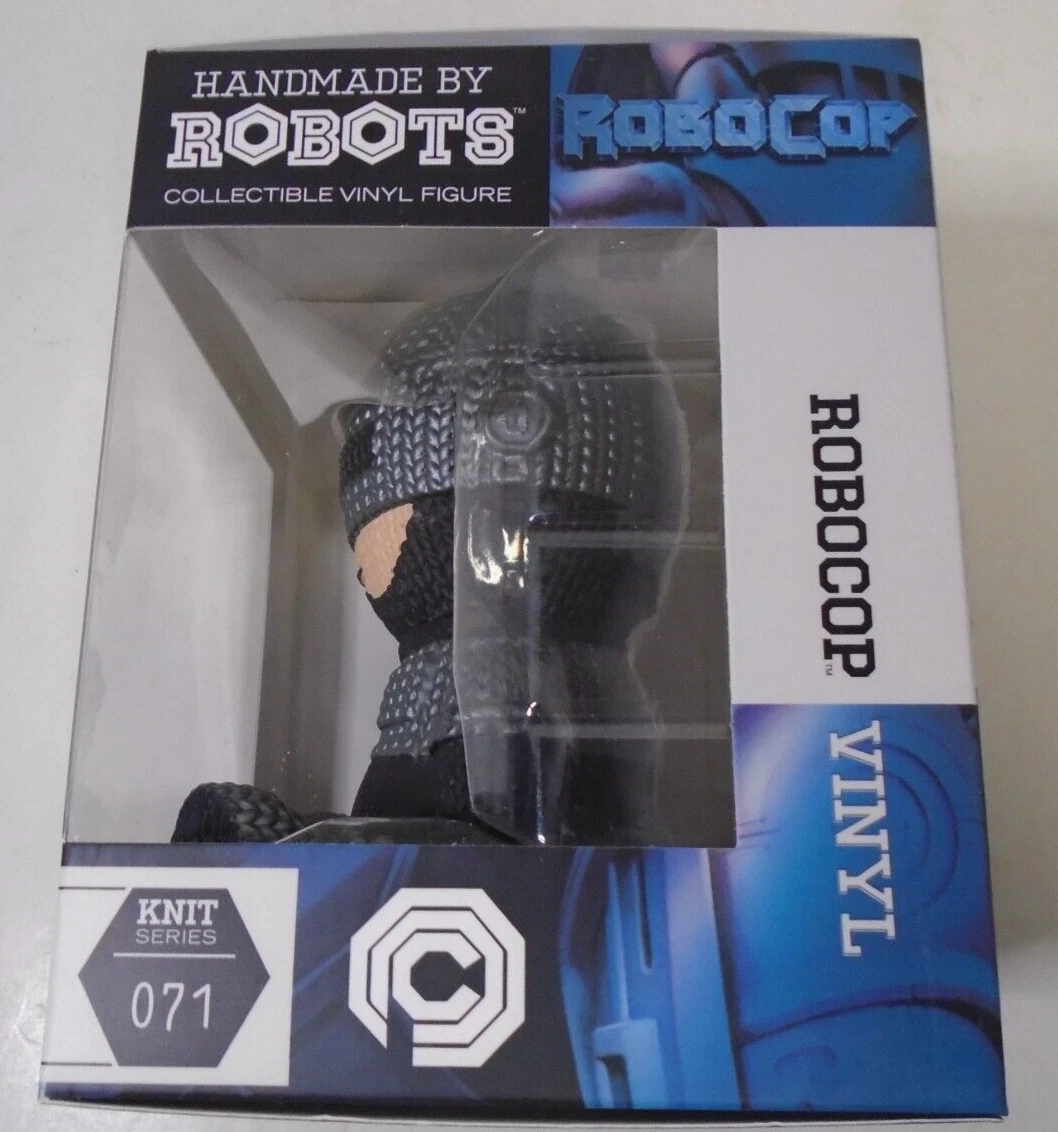 HANDMADE BY
ROBOTS™
COLLECTIBLE VINYL FIGURE
ROBOCOP
ROBOCOP™
VINYL
KNIT
SERIES
071